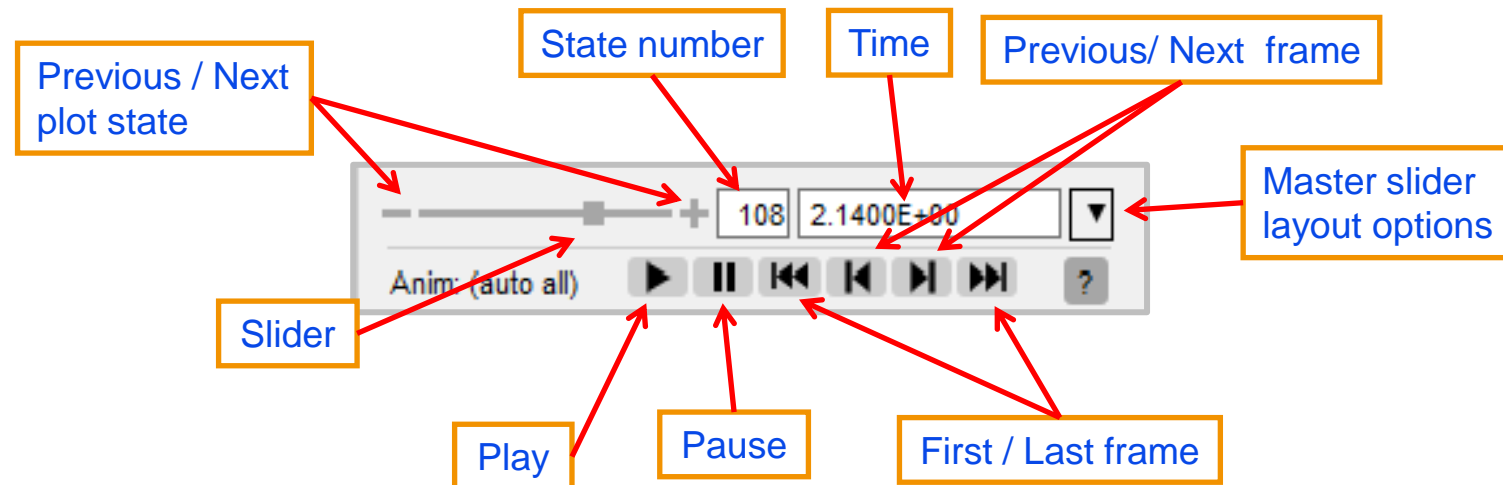 State number
Time
Previous/ Next  frame
Previous / Next
plot state
Master slider
layout options
108
2.1400E+00
Anim: (auto all)
?
Slider
Play
Pause
First / Last frame